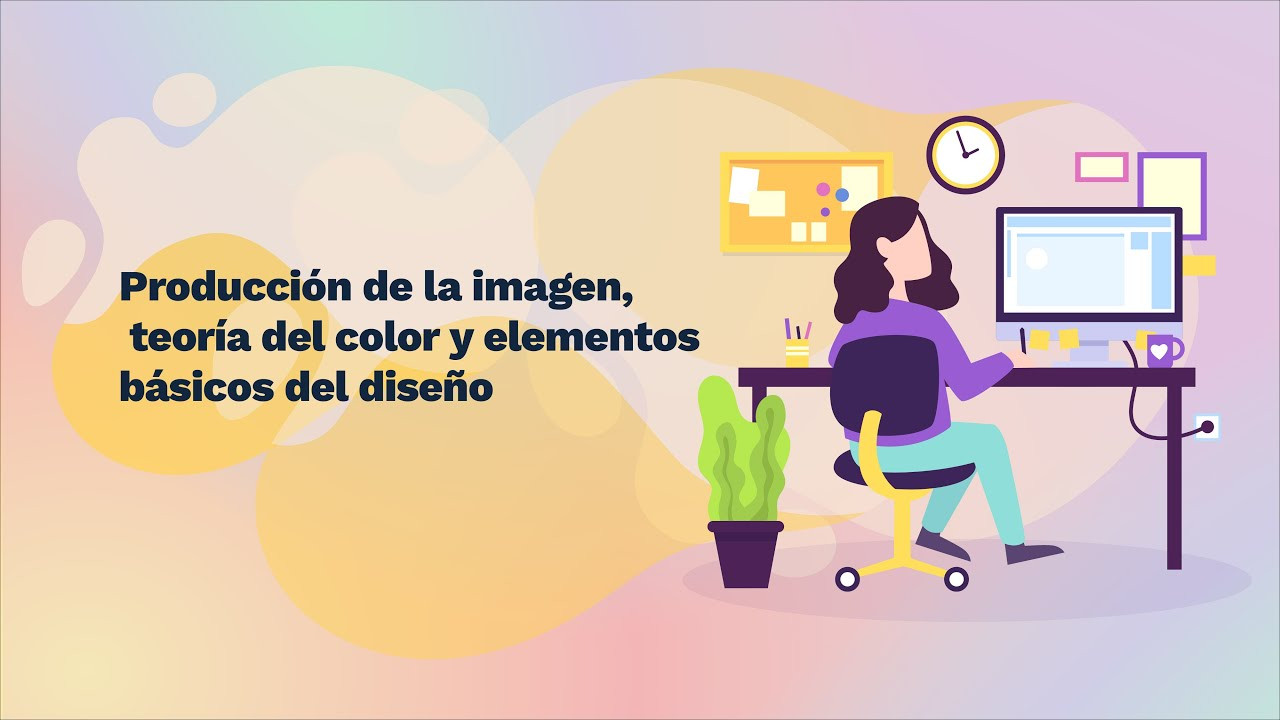 Producción de la imagen,
teoría del color y elementos
básicos del diseño